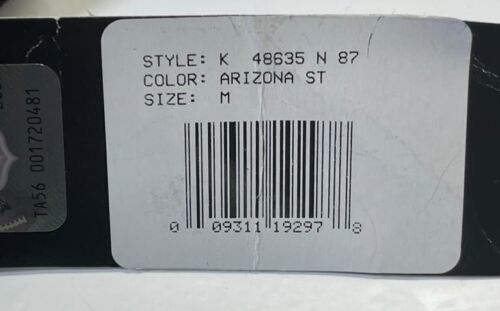 STYLE: K 48635 N 87
COLOR: ARIZONA ST
SIZE: M
0 09311 19297 8
TA56 001720481